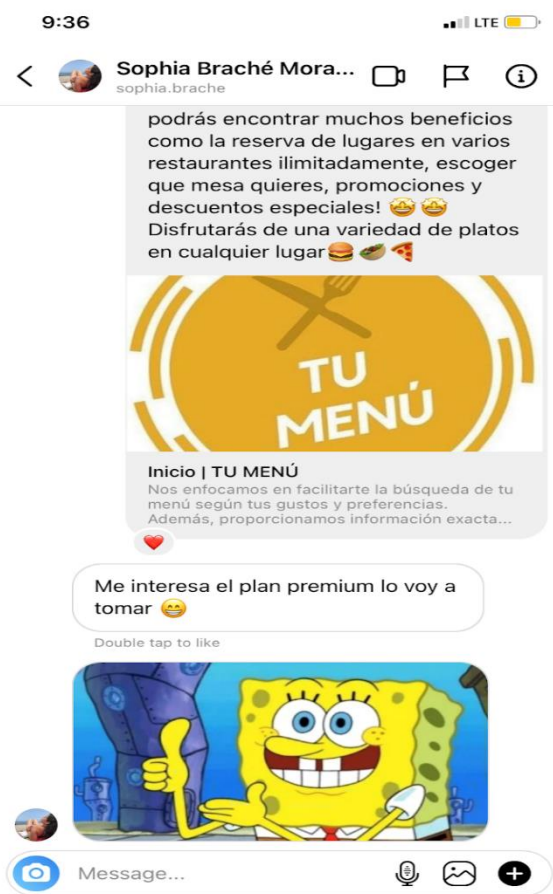 9:36
LTE
Sophia Braché Mora...
sophia.brache
podrás encontrar muchos beneficios
como la reserva de lugares en varios
restaurantes ilimitadamente, escoger
que mesa quieres, promociones y
descuentos especiales! 🤩 🤩
Disfrutarás de una variedad de platos
en cualquier lugar🍔 🥙 🍕
TU
MENÚ
Inicio | TU MENÚ
Nos enfocamos en facilitarte la búsqueda de tu
menú según tus gustos y preferencias.
Además, proporcionamos información exacta...
Me interesa el plan premium lo voy a
tomar 😁
Double tap to like
Message...